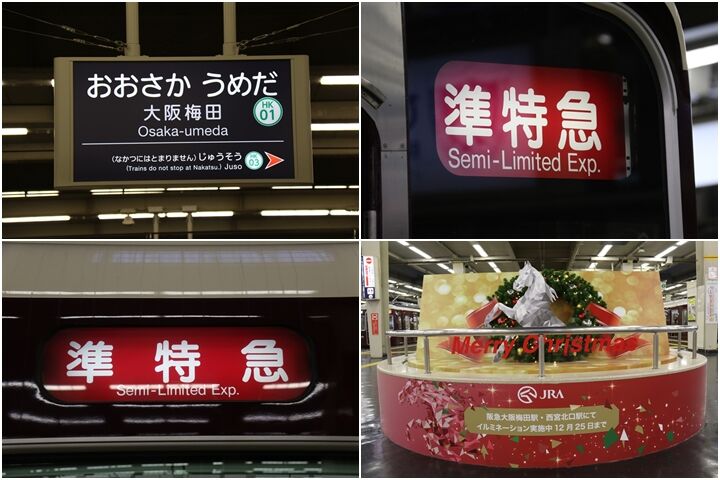 おおさか うめだ
大阪梅田
Osaka-umeda
HK
01
(なかつにはとまりません) じゅうそう
(Trains do not stop at Nakatsu.) Juso
HK
03
準特急
Semi-Limited Exp.
準特急
Semi-Limited Exp.
Merry Christmas
JRA
阪急大阪梅田駅・西宮北口駅にて
イルミネーション実施中 12月25日まで